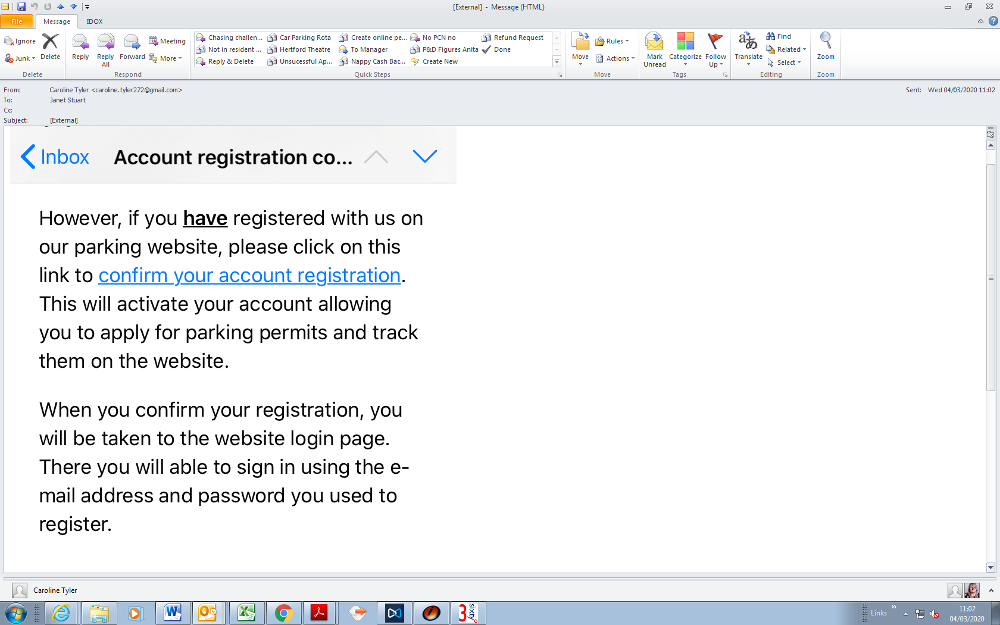 [External] - Message (HTML)
File
Message
IDOX
Ignore
Junk
Delete
Delete
Reply
Reply All
Forward
Meeting
More
Respond
Chasing challen...
Car Parking Rota
Create online pe...
No PCN no
Refund Request
Not in resident ...
Hertford Theatre
To Manager
P&D Figures Anita
Done
Reply & Delete
Unsucessful Ap...
Nappy Cash Bac...
Create New
Quick Steps
Move
Rules
Actions
Move
Mark Unread
Categorize
Follow Up
Tags
Translate
Find
Related
Select
Editing
Zoom
Zoom
From: Caroline Tyler <caroline.tyler272@gmail.com>
Sent: Wed 04/03/2020 11:02
To: Janet Stuart
Cc:
Subject: [External]
Inbox
Account registration co...
However, if you have registered with us on
our parking website, please click on this
link to confirm your account registration.
This will activate your account allowing
you to apply for parking permits and track
them on the website.
When you confirm your registration, you
will be taken to the website login page.
There you will able to sign in using the e-
mail address and password you used to
register.
Caroline Tyler
3 sixty
Links
11:02
04/03/2020